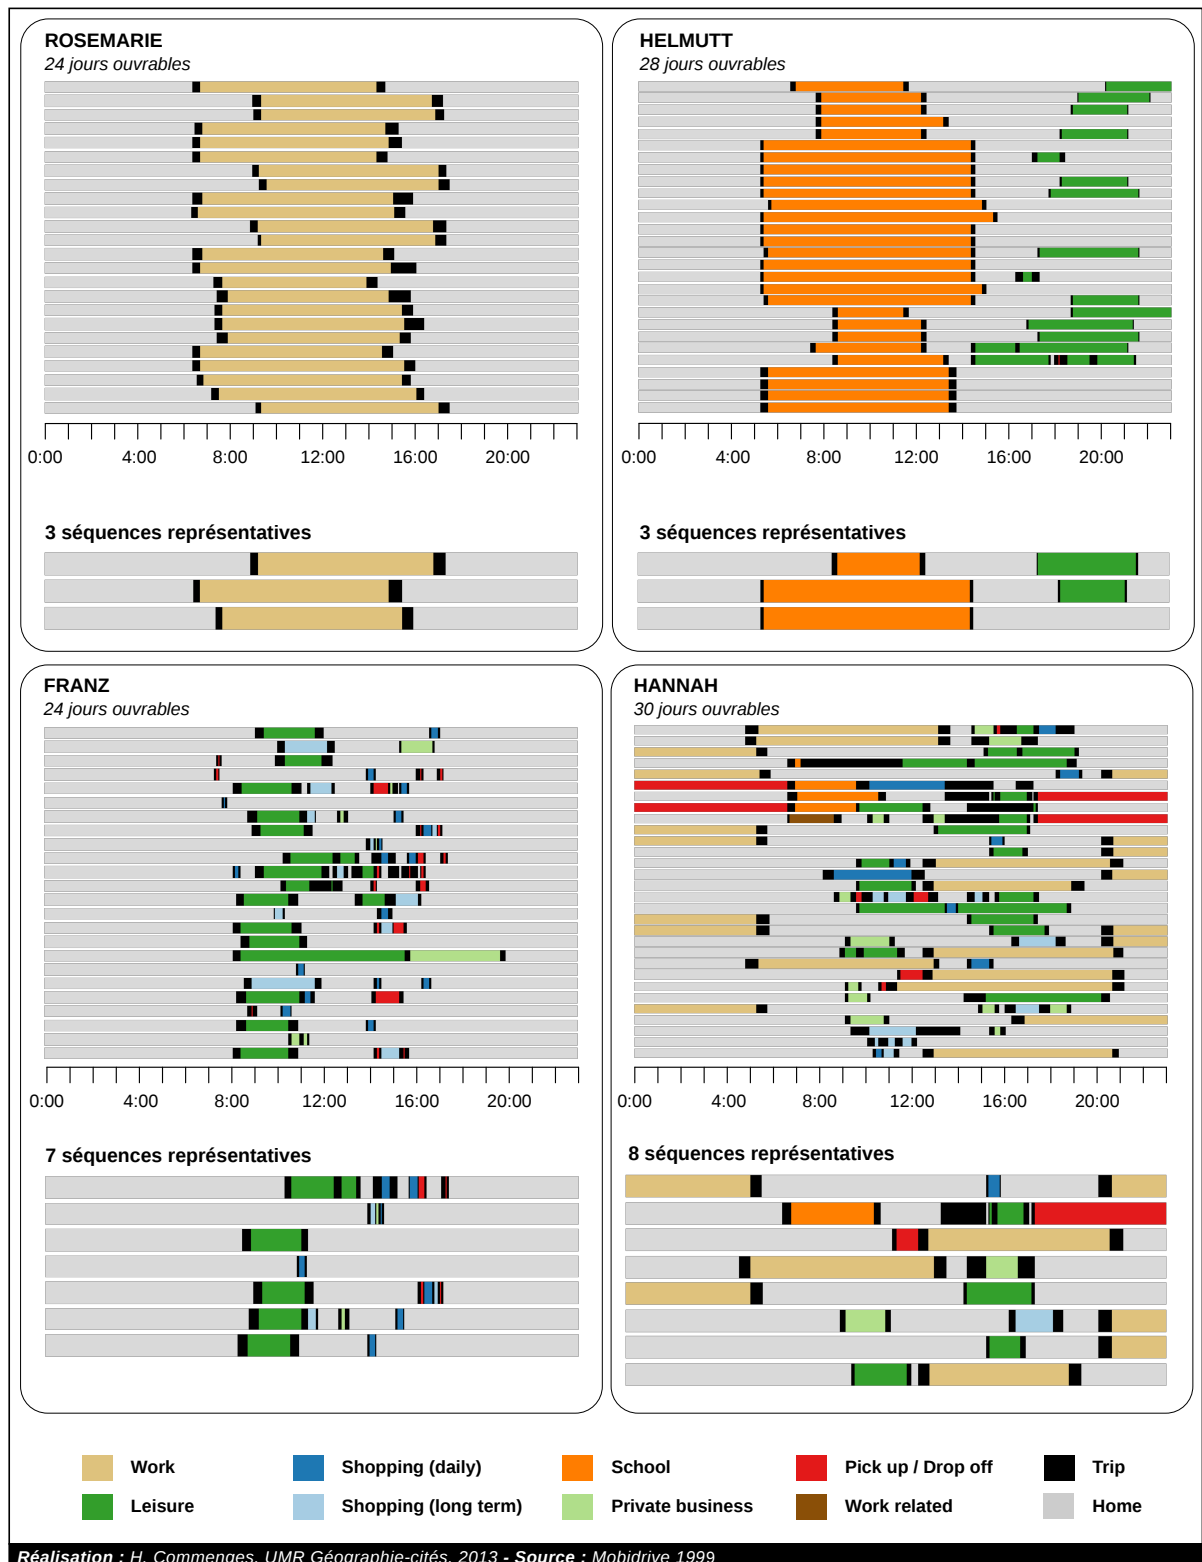 ROSEMARIE
24 jours ouvrables
0:00 4:00 8:00 12:00 16:00 20:00
3 séquences représentatives
HELMUTT
28 jours ouvrables
0:00 4:00 8:00 12:00 16:00 20:00
3 séquences représentatives
FRANZ
24 jours ouvrables
0:00 4:00 8:00 12:00 16:00 20:00
7 séquences représentatives
HANNAH
30 jours ouvrables
0:00 4:00 8:00 12:00 16:00 20:00
8 séquences représentatives
Work Shopping (daily) School Pick up / Drop off Trip
Leisure Shopping (long term) Private business Work related Home
Réalisation : H. Commenges, UMR Géographie-cités, 2013 - Source : Mobidrive 1999